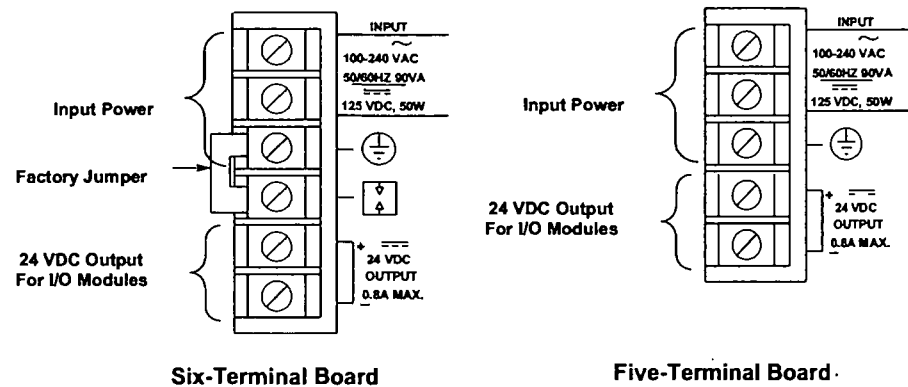 INPUT
100-240 VAC
50/60HZ 90VA
125 VDC, 50W
Input Power
Factory Jumper
24 VDC Output
For I/O Modules
+
24 VDC
OUTPUT
0.8A MAX.
-
Six-Terminal Board
INPUT
100-240 VAC
50/60HZ 90VA
125 VDC, 50W
Input Power
24 VDC Output
For I/O Modules
+
24 VDC
OUTPUT
0.8A MAX.
-
Five-Terminal Board